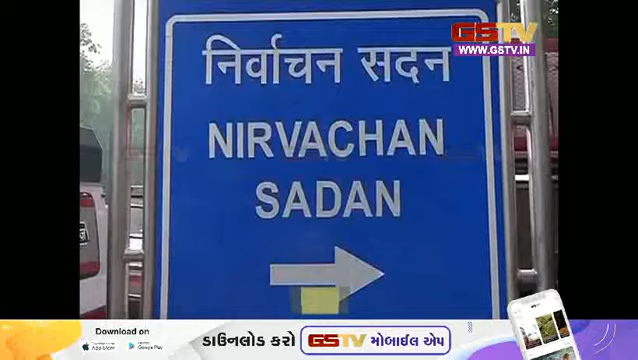 GSTV
WWW.GSTV.IN
निर्वाचन सदन
NIRVACHAN
SADAN
Download on
App Store
Google Play
ડાઉનલોડ કરો GSTV મોબાઈલ એપ